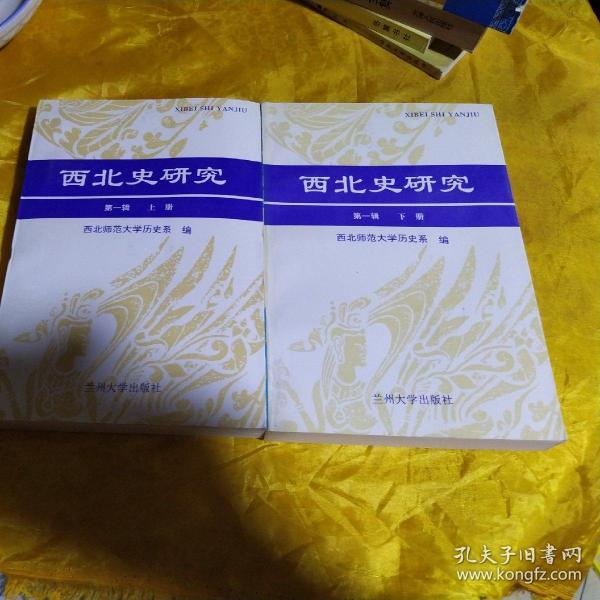 XIBEI SHI YANJIU
西北史研究
第一辑 上册
西北师范大学历史系 编
兰州大学出版社
XIBEI SHI YANJIU
西北史研究
第一辑 下册
西北师范大学历史系 编
兰州大学出版社
孔夫子旧书网
www.kongfz.com